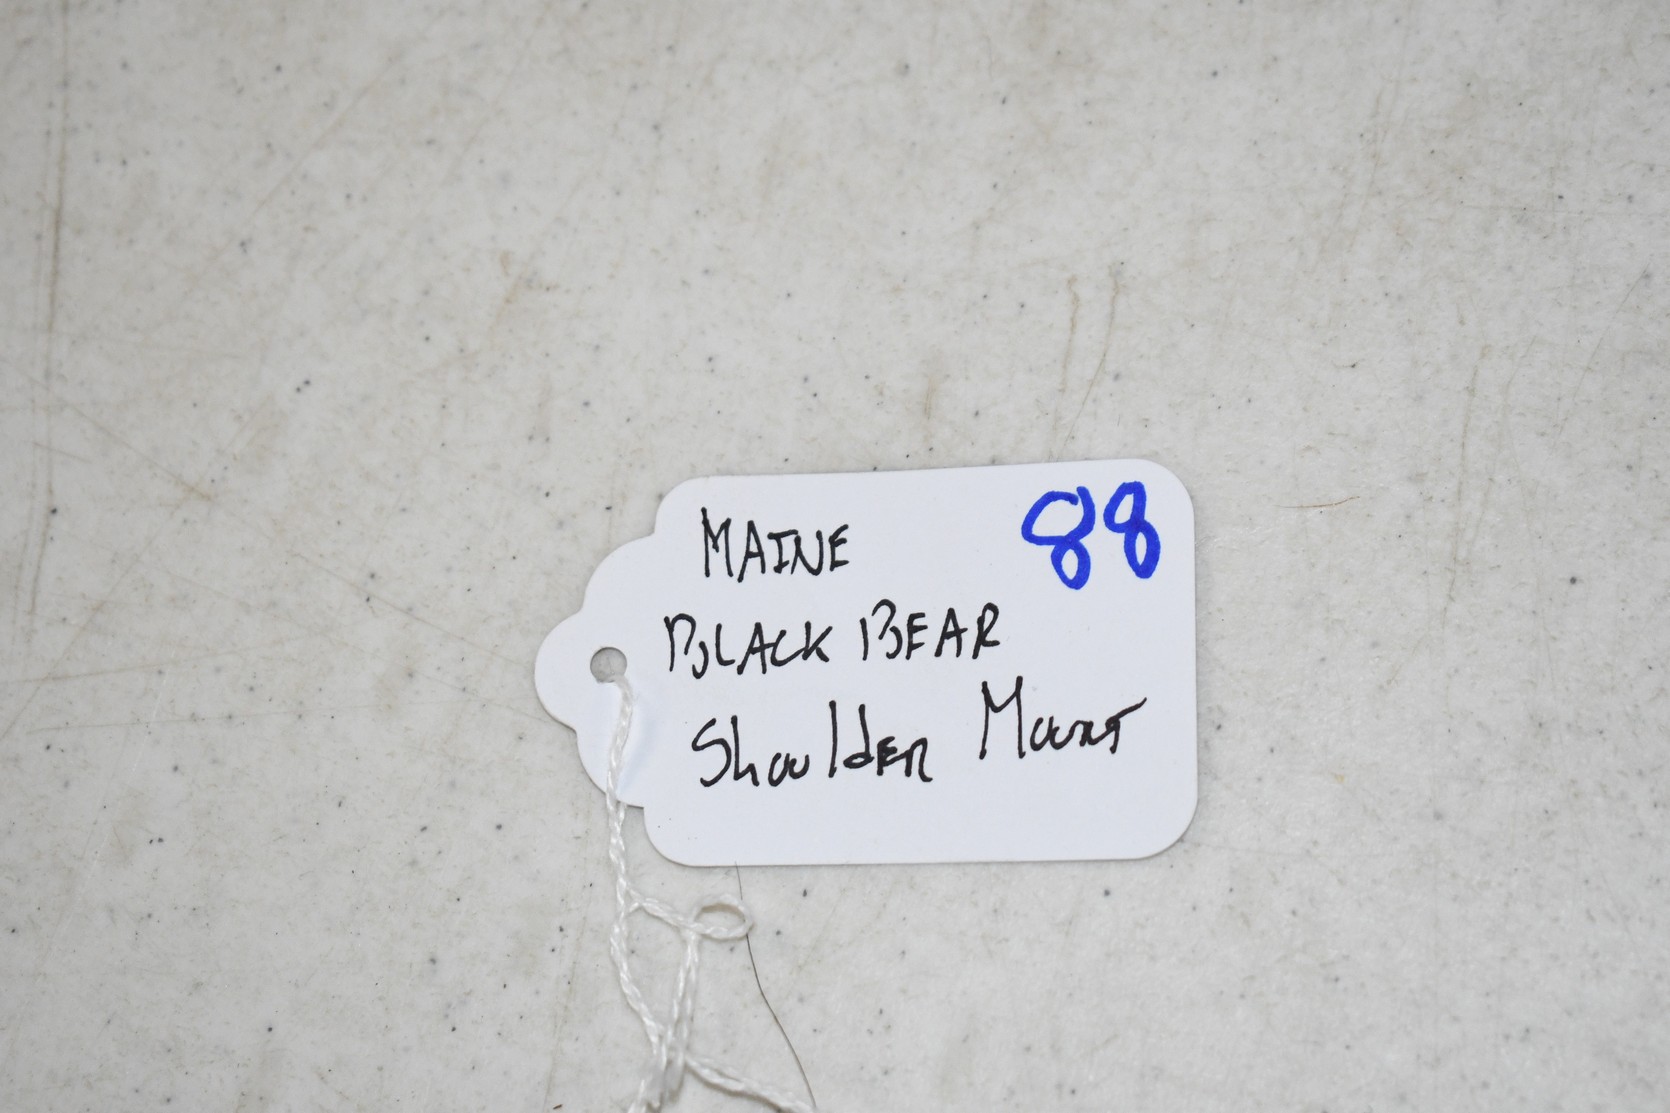 MAINE 88
BLACK BEAR
Shoulder Mount